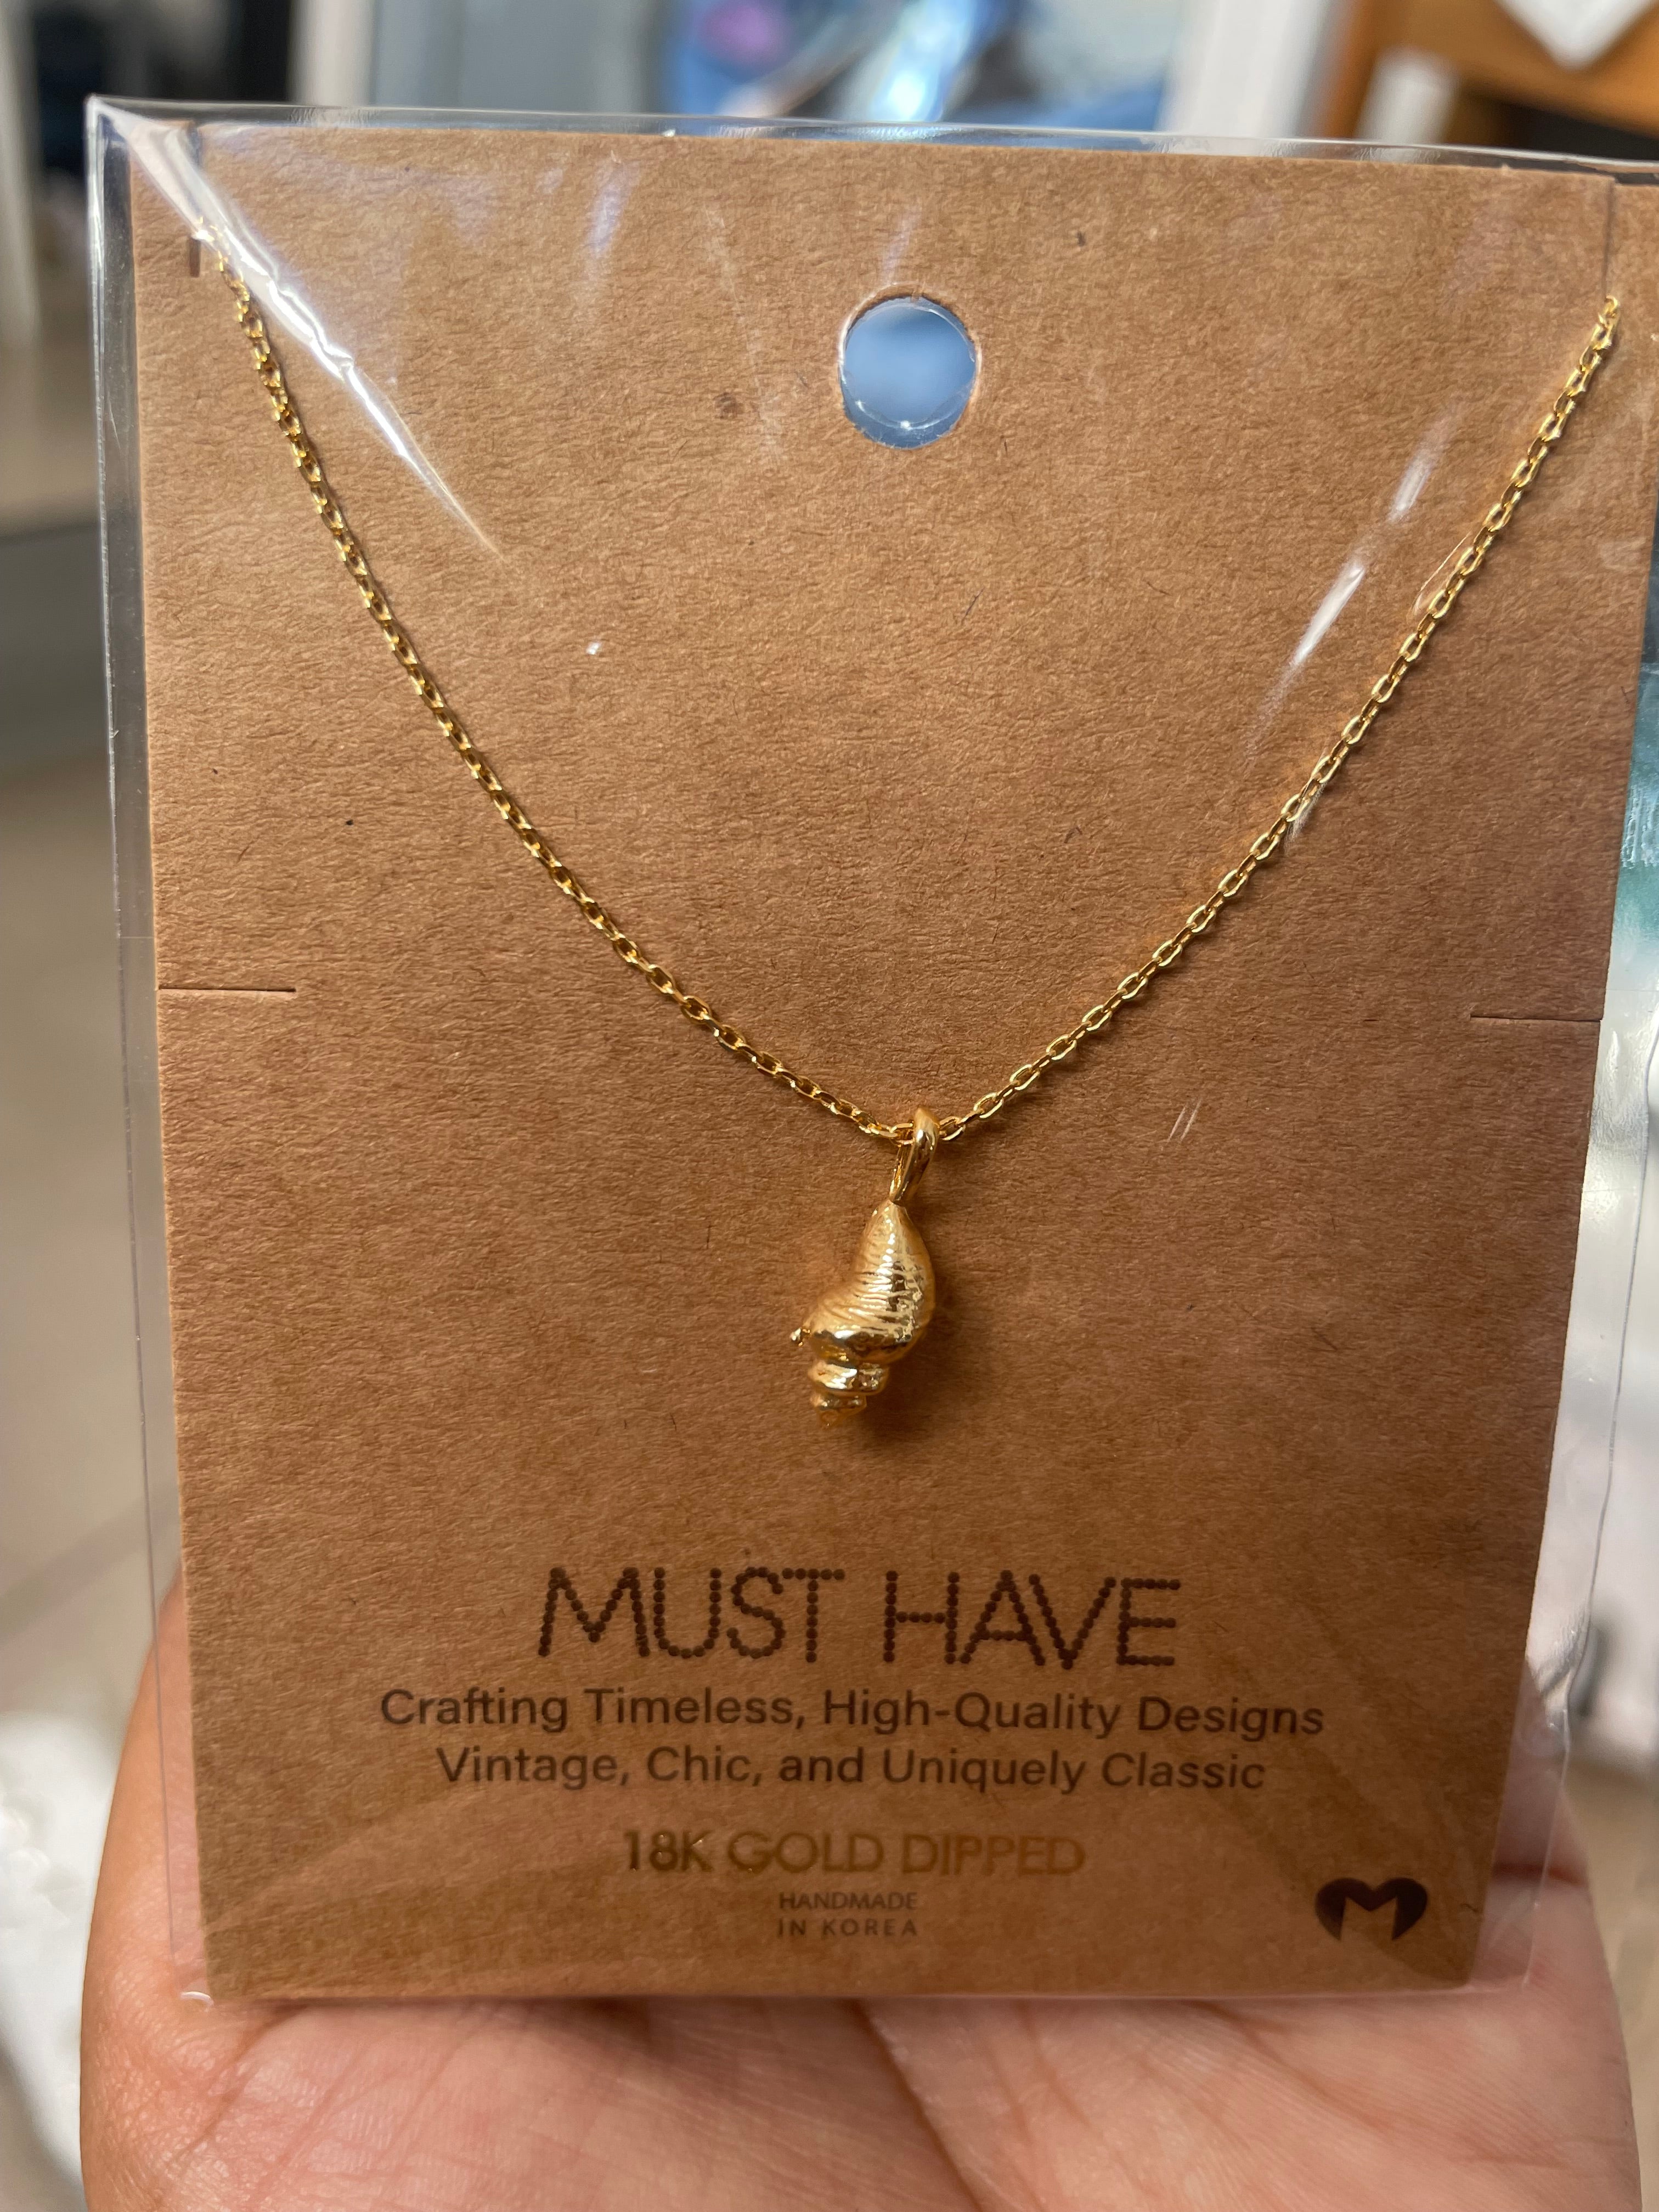 MUST HAVE
Crafting Timeless, High-Quality Designs
Vintage, Chic, and Uniquely Classic
18K GOLD DIPPED
HANDMADE
IN KOREA
M